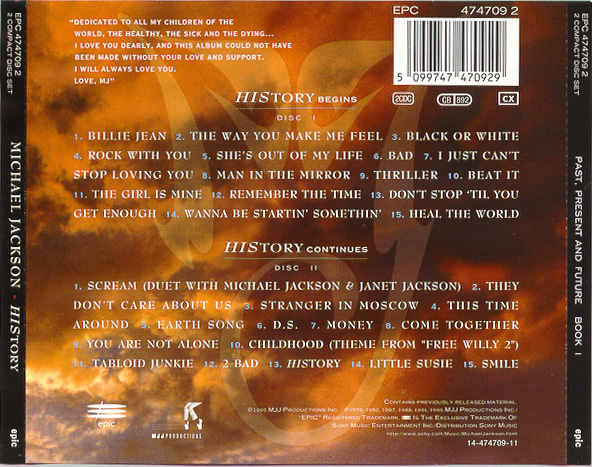 EPC 474709 2
2 COMPACT DISC SET
MICHAEL JACKSON - HISTORY
epic
"DEDICATED TO ALL MY CHILDREN OF THE
WORLD, THE HEALTHY, THE SICK AND THE DYING...
I LOVE YOU DEARLY, AND THIS ALBUM COULD NOT HAVE
BEEN MADE WITHOUT YOUR LOVE AND SUPPORT.
I WILL ALWAYS LOVE YOU.
LOVE, MJ"
EPC 474709 2
5 099747 470929
2CDC CB 892 CX
HISTORY BEGINS
DISC I
1. BILLIE JEAN 2. THE WAY YOU MAKE ME FEEL 3. BLACK OR WHITE
4. ROCK WITH YOU 5. SHE'S OUT OF MY LIFE 6. BAD 7. I JUST CAN'T
STOP LOVING YOU 8. MAN IN THE MIRROR 9. THRILLER 10. BEAT IT
11. THE GIRL IS MINE 12. REMEMBER THE TIME 13. DON'T STOP 'TIL YOU
GET ENOUGH 14. WANNA BE STARTIN' SOMETHIN' 15. HEAL THE WORLD
HISTORY CONTINUES
DISC II
1. SCREAM (DUET WITH MICHAEL JACKSON & JANET JACKSON) 2. THEY
DON'T CARE ABOUT US 3. STRANGER IN MOSCOW 4. THIS TIME
AROUND 5. EARTH SONG 6. D.S. 7. MONEY 8. COME TOGETHER
9. YOU ARE NOT ALONE 10. CHILDHOOD (THEME FROM "FREE WILLY 2")
11. TABLOID JUNKIE 12. 2 BAD 13. HISTORY 14. LITTLE SUSIE 15. SMILE
epic
MJJ PRODUCTIONS
CONTAINS PREVIOUSLY RELEASED MATERIAL.
©1995 MJJ PRODUCTIONS INC./ ℗1979, 1982, 1987, 1988, 1991, 1995 MJJ PRODUCTIONS INC./
"EPIC" REGISTERED TRADEMARK. IS THE EXCLUSIVE TRADEMARK OF
SONY MUSIC ENTERTAINMENT INC./DISTRIBUTION SONY MUSIC
http://www.sony.com/Music/MichaelJackson.html
14-474709-11
EPC 474709 2
2 COMPACT DISC SET
PAST, PRESENT AND FUTURE BOOK I
epic